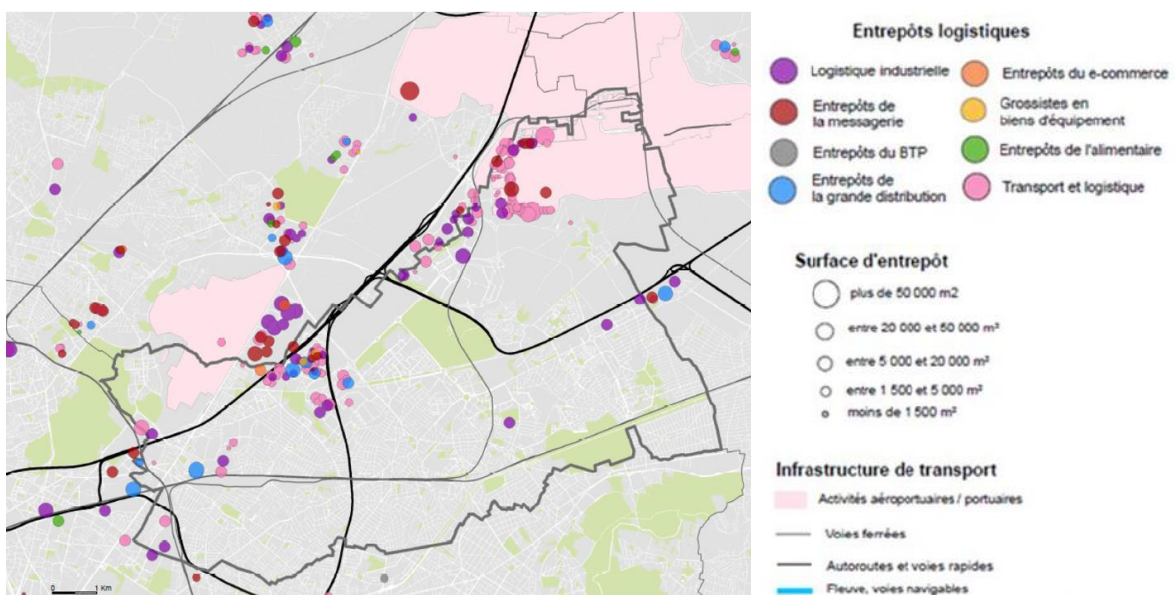 Entrepôts logistiques
Logistique industrielle
Entrepôts du e-commerce
Entrepôts de
la messagerie
Grossistes en
biens d'équipement
Entrepôts du BTP
Entrepôts de l'alimentaire
Entrepôts de
la grande distribution
Transport et logistique
Surface d'entrepôt
plus de 50 000 m2
entre 20 000 et 50 000 m²
entre 5 000 et 20 000 m²
entre 1 500 et 5 000 m²
moins de 1 500 m²
Infrastructure de transport
Activités aéroportuaires / portuaires
Voies ferrées
Autoroutes et voies rapides
Fleuve, voies navigables
0 1 Km